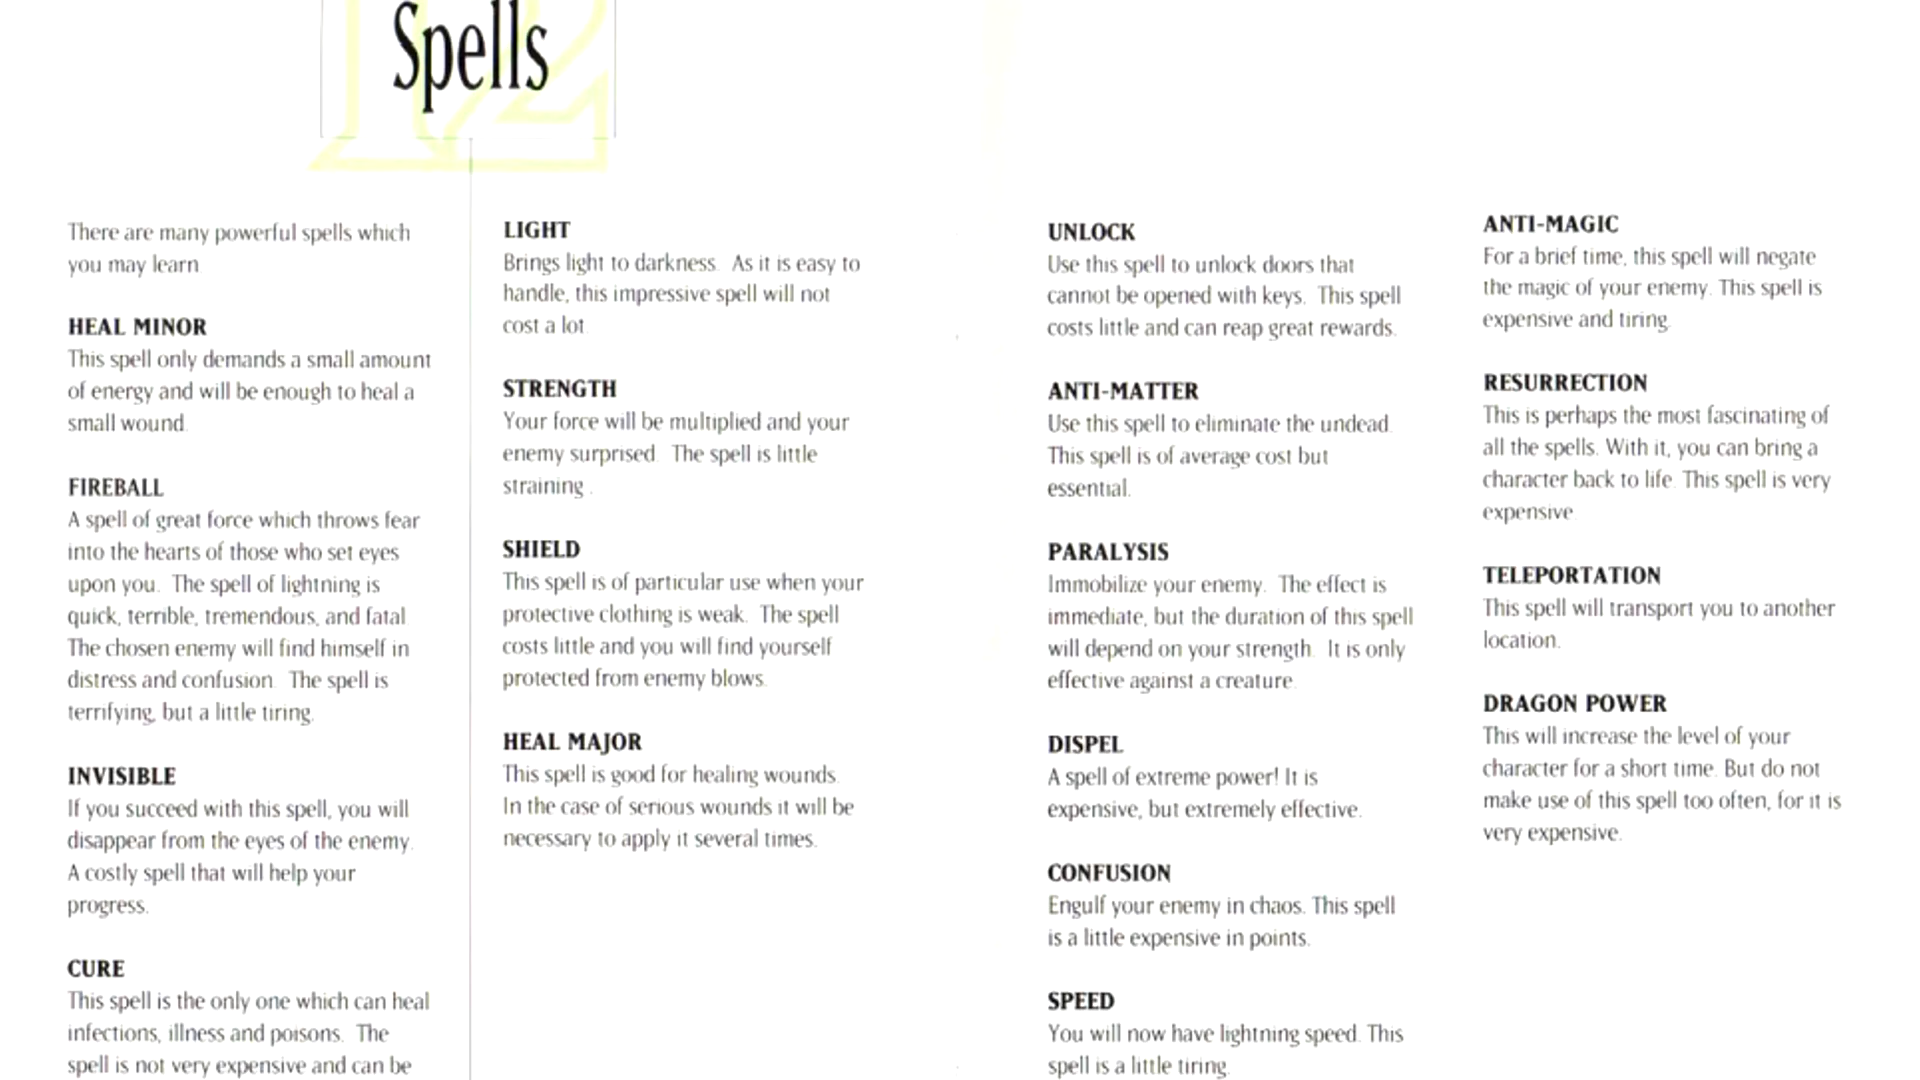 Spells
There are many powerful spells which
you may learn
HEAL MINOR
This spell only demands a small amount
of energy and will be enough to heal a
small wound.
FIREBALL
A spell of great force which throws fear
into the hearts of those who set eyes
upon you. The spell of lightning is
quick, terrible, tremendous, and fatal
The chosen enemy will find himself in
distress and confusion. The spell is
terrifying, but a little tiring.
INVISIBLE
If you succeed with this spell, you will
disappear from the eyes of the enemy.
A costly spell that will help your
progress.
CURE
This spell is the only one which can heal
infections, illness and poisons. The
spell is not very expensive and can be
LIGHT
Brings light to darkness. As it is easy to
handle, this impressive spell will not
cost a lot.
STRENGTH
Your force will be multiplied and your
enemy surprised. The spell is little
straining.
SHIELD
This spell is of particular use when your
protective clothing is weak. The spell
costs little and you will find yourself
protected from enemy blows.
HEAL MAJOR
This spell is good for healing wounds.
In the case of serious wounds it will be
necessary to apply it several times.
UNLOCK
Use this spell to unlock doors that
cannot be opened with keys. This spell
costs little and can reap great rewards.
ANTI-MATTER
Use this spell to eliminate the undead.
This spell is of average cost but
essential.
PARALYSIS
Immobilize your enemy. The effect is
immediate, but the duration of this spell
will depend on your strength. It is only
effective against a creature.
DISPEL
A spell of extreme power! It is
expensive, but extremely effective.
CONFUSION
Engulf your enemy in chaos. This spell
is a little expensive in points.
SPEED
You will now have lightning speed. This
spell is a little tiring.
ANTI-MAGIC
For a brief time, this spell will negate
the magic of your enemy. This spell is
expensive and tiring.
RESURRECTION
This is perhaps the most fascinating of
all the spells. With it, you can bring a
character back to life. This spell is very
expensive.
TELEPORTATION
This spell will transport you to another
location.
DRAGON POWER
This will increase the level of your
character for a short time. But do not
make use of this spell too often, for it is
very expensive.